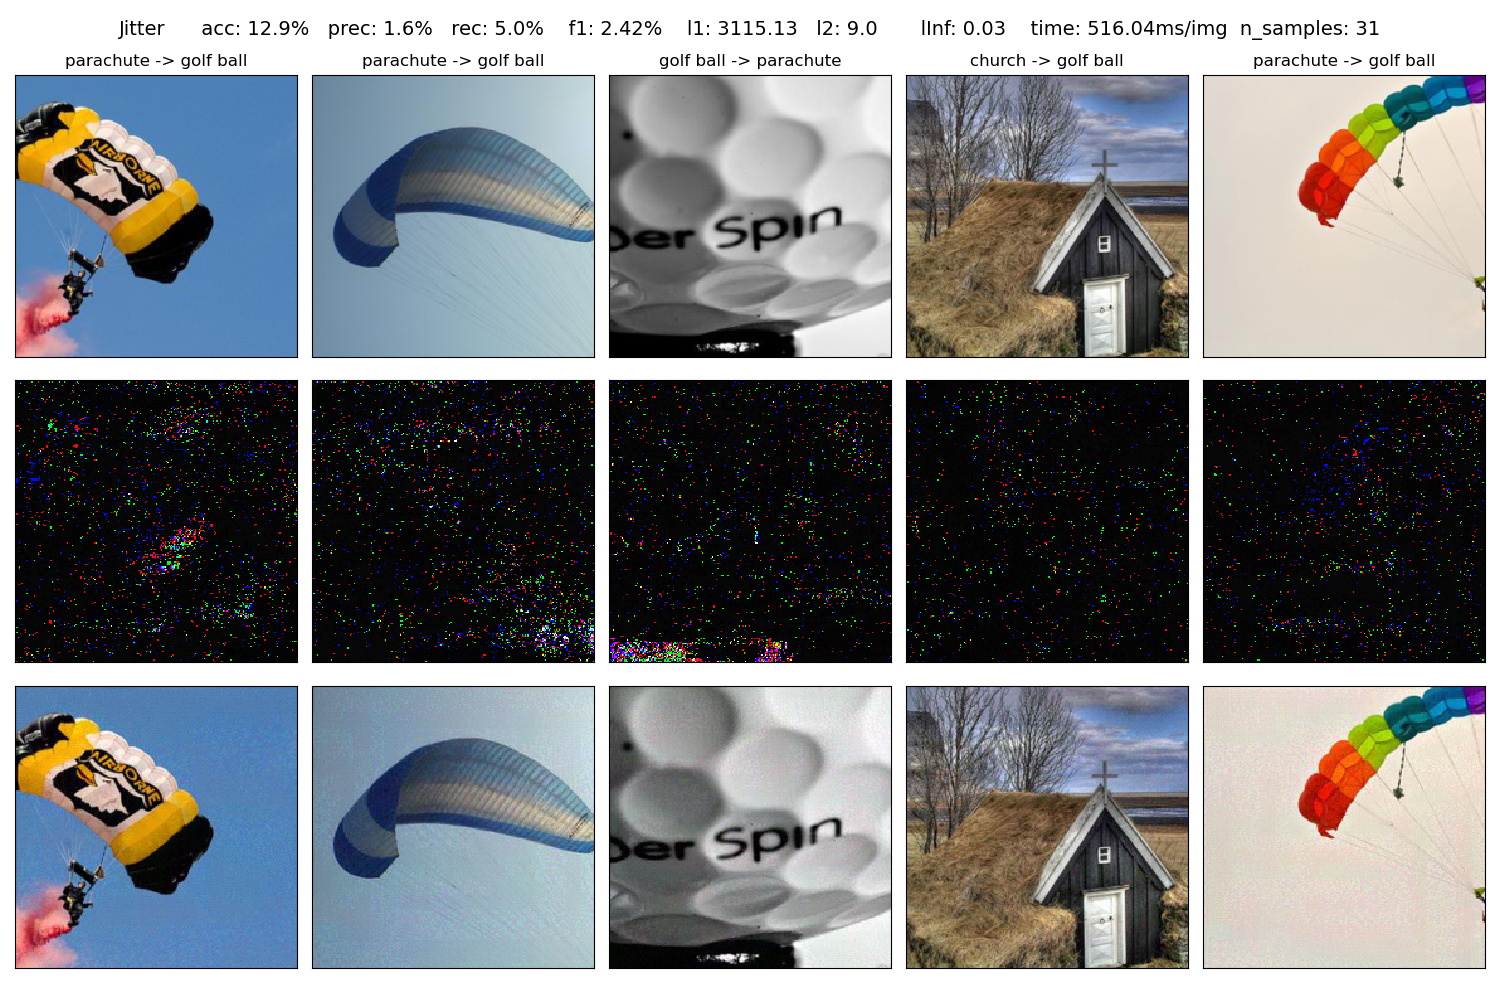 Jitter acc: 12.9% prec: 1.6% rec: 5.0% f1: 2.42% l1: 3115.13 l2: 9.0 lInf: 0.03 time: 516.04ms/img n_samples: 31
parachute -> golf ball
parachute -> golf ball
golf ball -> parachute
church -> golf ball
parachute -> golf ball
AIRBORNE
Der Spin
AIRBORNE
Der Spin